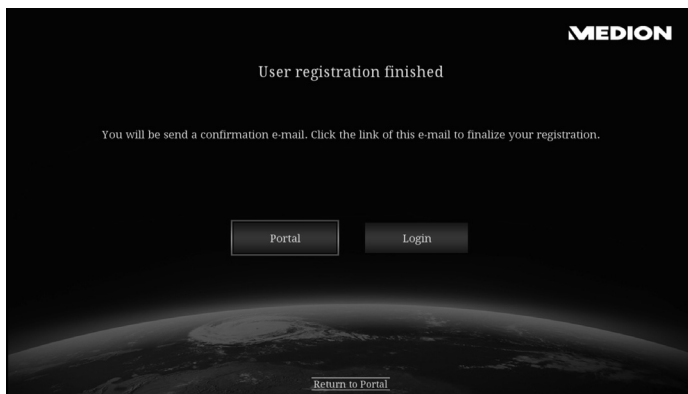 MEDION
User registration finished
You will be send a confirmation e-mail. Click the link of this e-mail to finalize your registration.
Portal
Login
Return to Portal